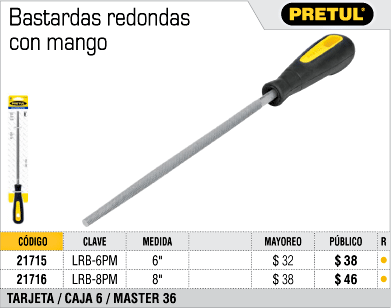 Bastardas redondas
con mango
PRETUL®
PRETUL
CÓDIGO CLAVE MEDIDA MAYOREO PÚBLICO R
21715 LRB-6PM 6" $ 32 $ 38
21716 LRB-8PM 8" $ 38 $ 46
TARJETA / CAJA 6 / MASTER 36